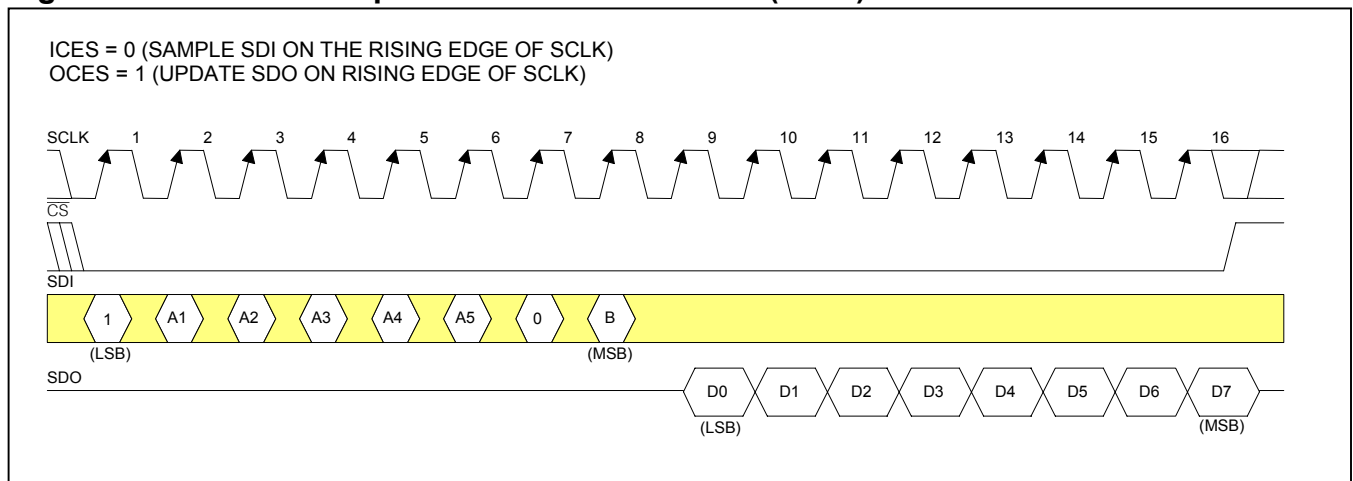 ICES = 0 (SAMPLE SDI ON THE RISING EDGE OF SCLK)
OCES = 1 (UPDATE SDO ON RISING EDGE OF SCLK)
SCLK 1 2 3 4 5 6 7 8 9 10 11 12 13 14 15 16
CS
SDI
1 A1 A2 A3 A4 A5 0 B
(LSB) (MSB)
SDO
D0 D1 D2 D3 D4 D5 D6 D7
(LSB) (MSB)